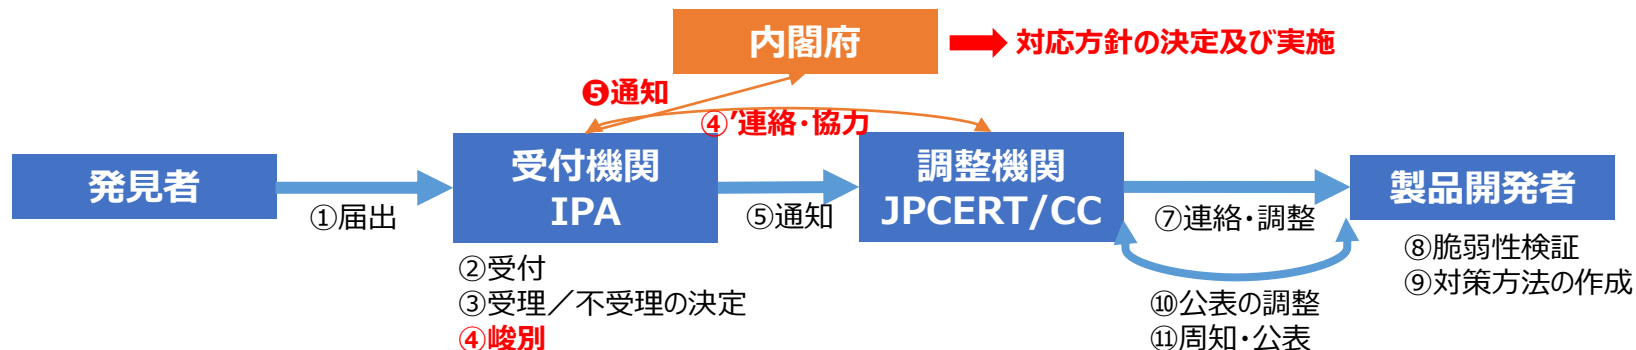 内閣府
対応方針の決定及び実施
❺通知
④’連絡・協力
発見者
①届出
受付機関
IPA
⑤通知
調整機関
JPCERT/CC
⑦連絡・調整
製品開発者
②受付
③受理／不受理の決定
④峻別
⑧脆弱性検証
⑨対策方法の作成
⑩公表の調整
⑪周知・公表